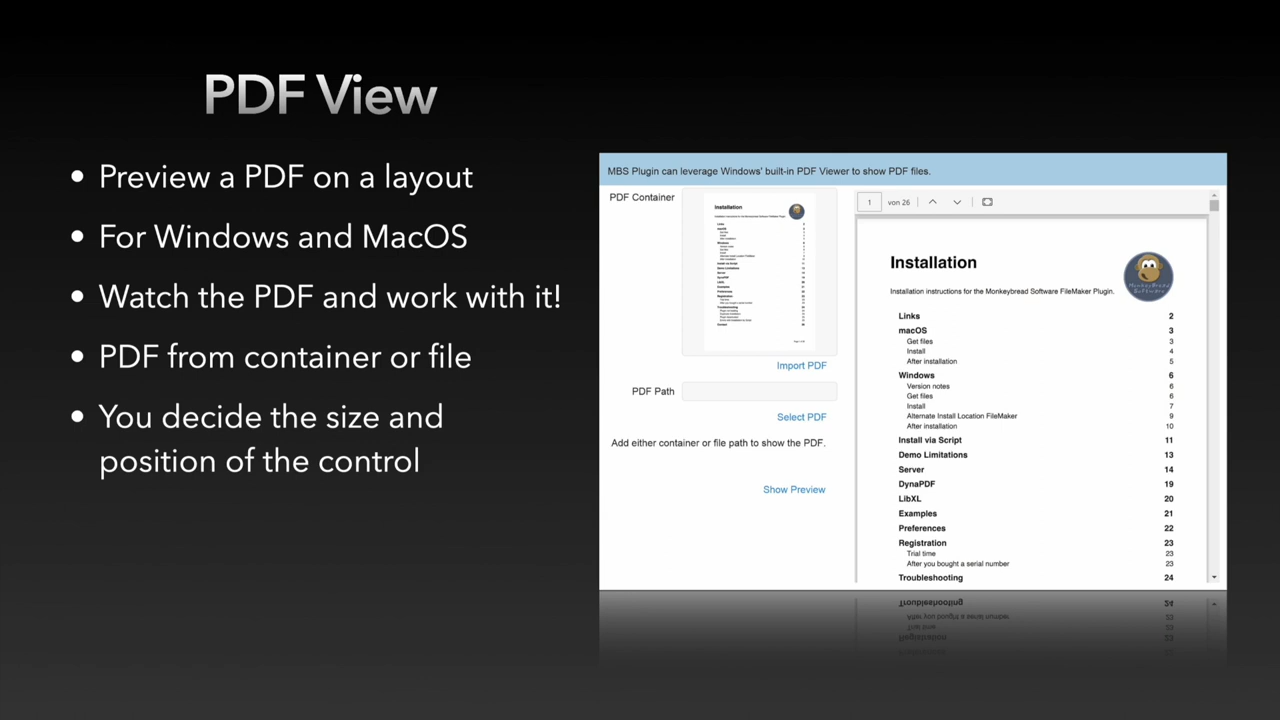 PDF View
• Preview a PDF on a layout
• For Windows and MacOS
• Watch the PDF and work with it!
• PDF from container or file
• You decide the size and
position of the control
MBS Plugin can leverage Windows' built-in PDF Viewer to show PDF files.
PDF Container
Installation
Import PDF
PDF Path
Select PDF
Add either container or file path to show the PDF.
Show Preview
1 von 26
Installation
Installation instructions for the Monkeybread Software FileMaker Plugin.
MonkeyBread
Software
Links 2
macOS 3
Get files 3
Install 4
After installation 5
Windows 6
Version notes 6
Get files 6
Install 7
Alternate Install Location FileMaker 9
After installation 10
Install via Script 11
Demo Limitations 13
Server 14
DynaPDF 19
LibXL 20
Examples 21
Preferences 22
Registration 23
Trial time 23
After you bought a serial number 23
Troubleshooting 24